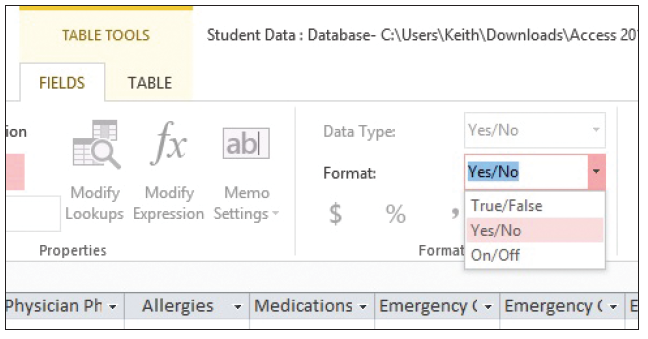 TABLE TOOLS
Student Data : Database- C:\Users\Keith\Downloads\Access 20
FIELDS TABLE
ion
fx
ab
Modify Lookups
Modify Expression
Memo Settings
Properties
Data Type: Yes/No
Format: Yes/No
$ % ,
True/False
Yes/No
On/Off
Format
Physician Ph Allergies Medications Emergency C Emergency C E